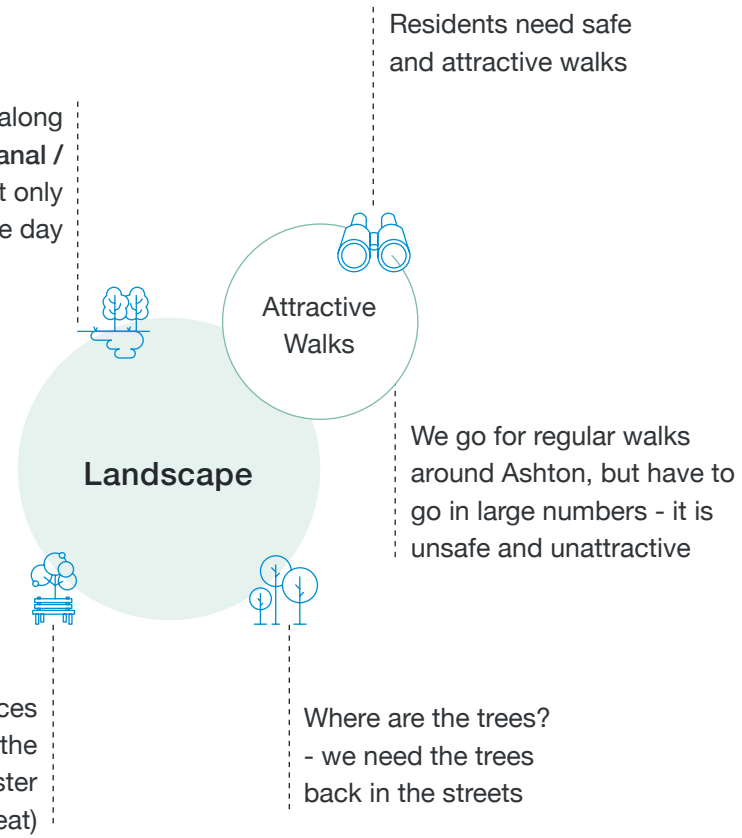 Residents need safe
and attractive walks
along
anal /
t only
e day
Attractive
Walks
Landscape
We go for regular walks
around Ashton, but have to
go in large numbers - it is
unsafe and unattractive
ces
the
ster
eat)
Where are the trees?
- we need the trees
back in the streets